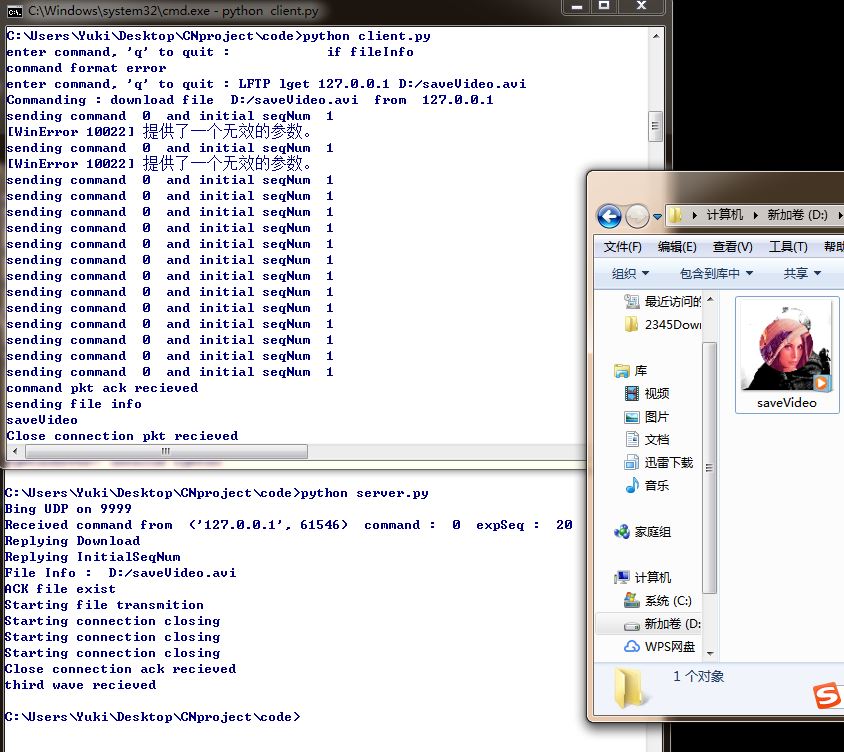 C:\Windows\system32\cmd.exe - python client.py
C:\Users\Yuki\Desktop\CNproject\code>python client.py
enter command, 'q' to quit :            if fileInfo
command format error
enter command, 'q' to quit : LFTP lget 127.0.0.1 D:/saveVideo.avi
Commanding : download file  D:/saveVideo.avi  from  127.0.0.1
sending command  0  and initial seqNum  1
[WinError 10022] 提供了一个无效的参数。
sending command  0  and initial seqNum  1
[WinError 10022] 提供了一个无效的参数。
sending command  0  and initial seqNum  1
sending command  0  and initial seqNum  1
sending command  0  and initial seqNum  1
sending command  0  and initial seqNum  1
sending command  0  and initial seqNum  1
sending command  0  and initial seqNum  1
sending command  0  and initial seqNum  1
sending command  0  and initial seqNum  1
sending command  0  and initial seqNum  1
sending command  0  and initial seqNum  1
sending command  0  and initial seqNum  1
sending command  0  and initial seqNum  1
sending command  0  and initial seqNum  1
command pkt ack recieved
sending file info
saveVideo
Close connection pkt recieved
C:\Users\Yuki\Desktop\CNproject\code>python server.py
Bing UDP on 9999
Received command from  ('127.0.0.1', 61546)  command :  0  expSeq :  20
Replying Download
Replying InitialSeqNum
File Info :  D:/saveVideo.avi
ACK file exist
Starting file transmition
Starting connection closing
Starting connection closing
Starting connection closing
Close connection ack recieved
third wave recieved
C:\Users\Yuki\Desktop\CNproject\code>
计算机 新加卷 (D:)
文件(F) 编辑(E) 查看(V) 工具(T) 帮助
组织 包含到库中 共享
最近访问的
2345Down
库
视频
图片
文档
迅雷下载
音乐
家庭组
计算机
系统 (C:)
新加卷 (D:
WPS网盘
saveVideo
1 个对象
S